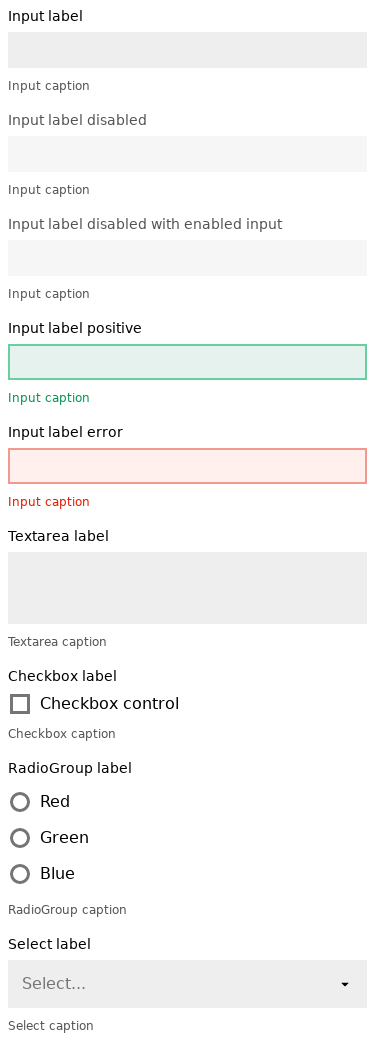 Input label
Input caption
Input label disabled
Input caption
Input label disabled with enabled input
Input caption
Input label positive
Input caption
Input label error
Input caption
Textarea label
Textarea caption
Checkbox label
Checkbox control
Checkbox caption
RadioGroup label
Red
Green
Blue
RadioGroup caption
Select label
Select...
Select caption